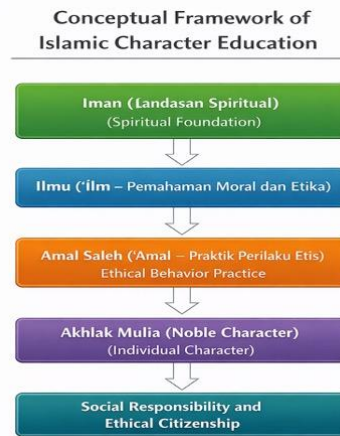 Conceptual Framework of
Islamic Character Education
Iman (Landasan Spiritual)
(Spiritual Foundation)
Ilmu (‘Ilm – Pemahaman Moral dan Etika)
Amal Saleh (‘Amal – Praktik Perilaku Etis)
Ethical Behavior Practice
Akhlak Mulia (Noble Character)
(Individual Character)
Social Responsibility and
Ethical Citizenship